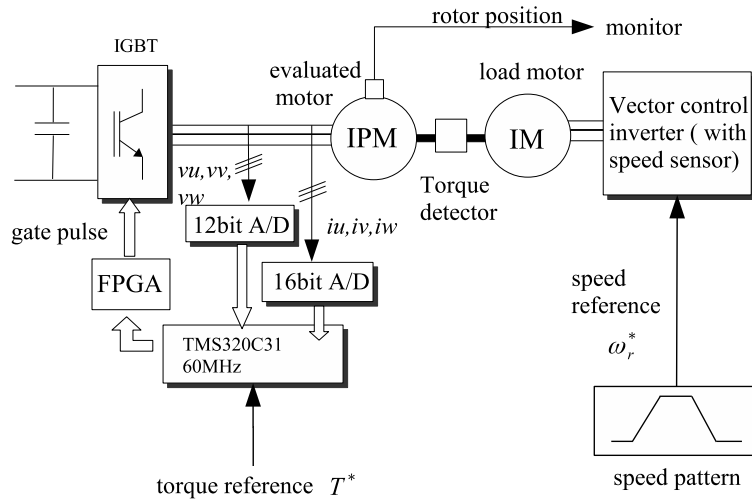 rotor position
monitor
IGBT
evaluated
motor
load motor
IPM
IM
Vector control
inverter ( with
speed sensor)
vu,vv,
vw
Torque
detector
gate pulse
12bit A/D
iu,iv,iw
FPGA
16bit A/D
speed
reference
ω_r^*
TMS320C31
60MHz
torque reference T^*
speed pattern